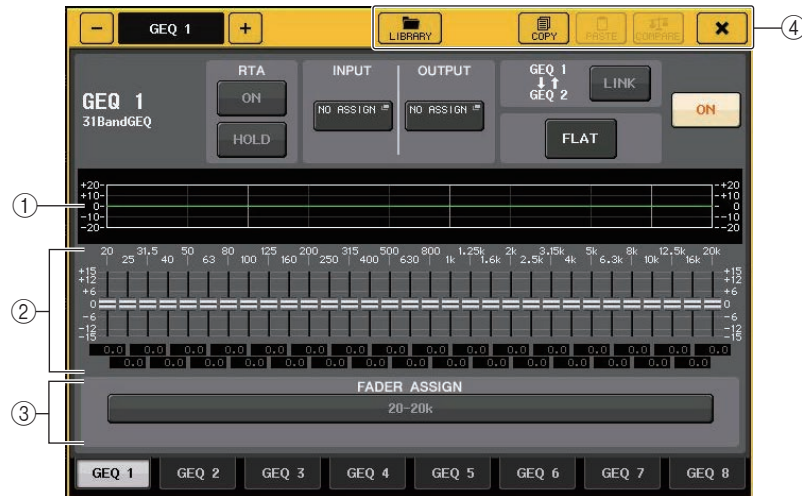 − GEQ 1 + LIBRARY COPY PASTE COMPARE × ④
GEQ 1
31BandGEQ
RTA
ON
HOLD
INPUT OUTPUT
NO ASSIGN NO ASSIGN
GEQ 1
GEQ 2
LINK
FLAT
ON
①
+20 +20
+10 +10
0 0
-10 -10
-20 -20
②
20 31.5 50 80 125 200 315 500 800 1.25k 2k 3.15k 5k 8k 12.5k 20k
25 40 63 100 160 250 400 630 1k 1.6k 2.5k 4k 6.3k 10k 16k
+15 +15
+12 +12
+6 +6
0 0
-6 -6
-12 -12
-15 -15
0.0 0.0 0.0 0.0 0.0 0.0 0.0 0.0 0.0 0.0 0.0 0.0 0.0 0.0 0.0 0.0
0.0 0.0 0.0 0.0 0.0 0.0 0.0 0.0 0.0 0.0 0.0 0.0 0.0 0.0 0.0
③
FADER ASSIGN
20-20k
GEQ 1 GEQ 2 GEQ 3 GEQ 4 GEQ 5 GEQ 6 GEQ 7 GEQ 8